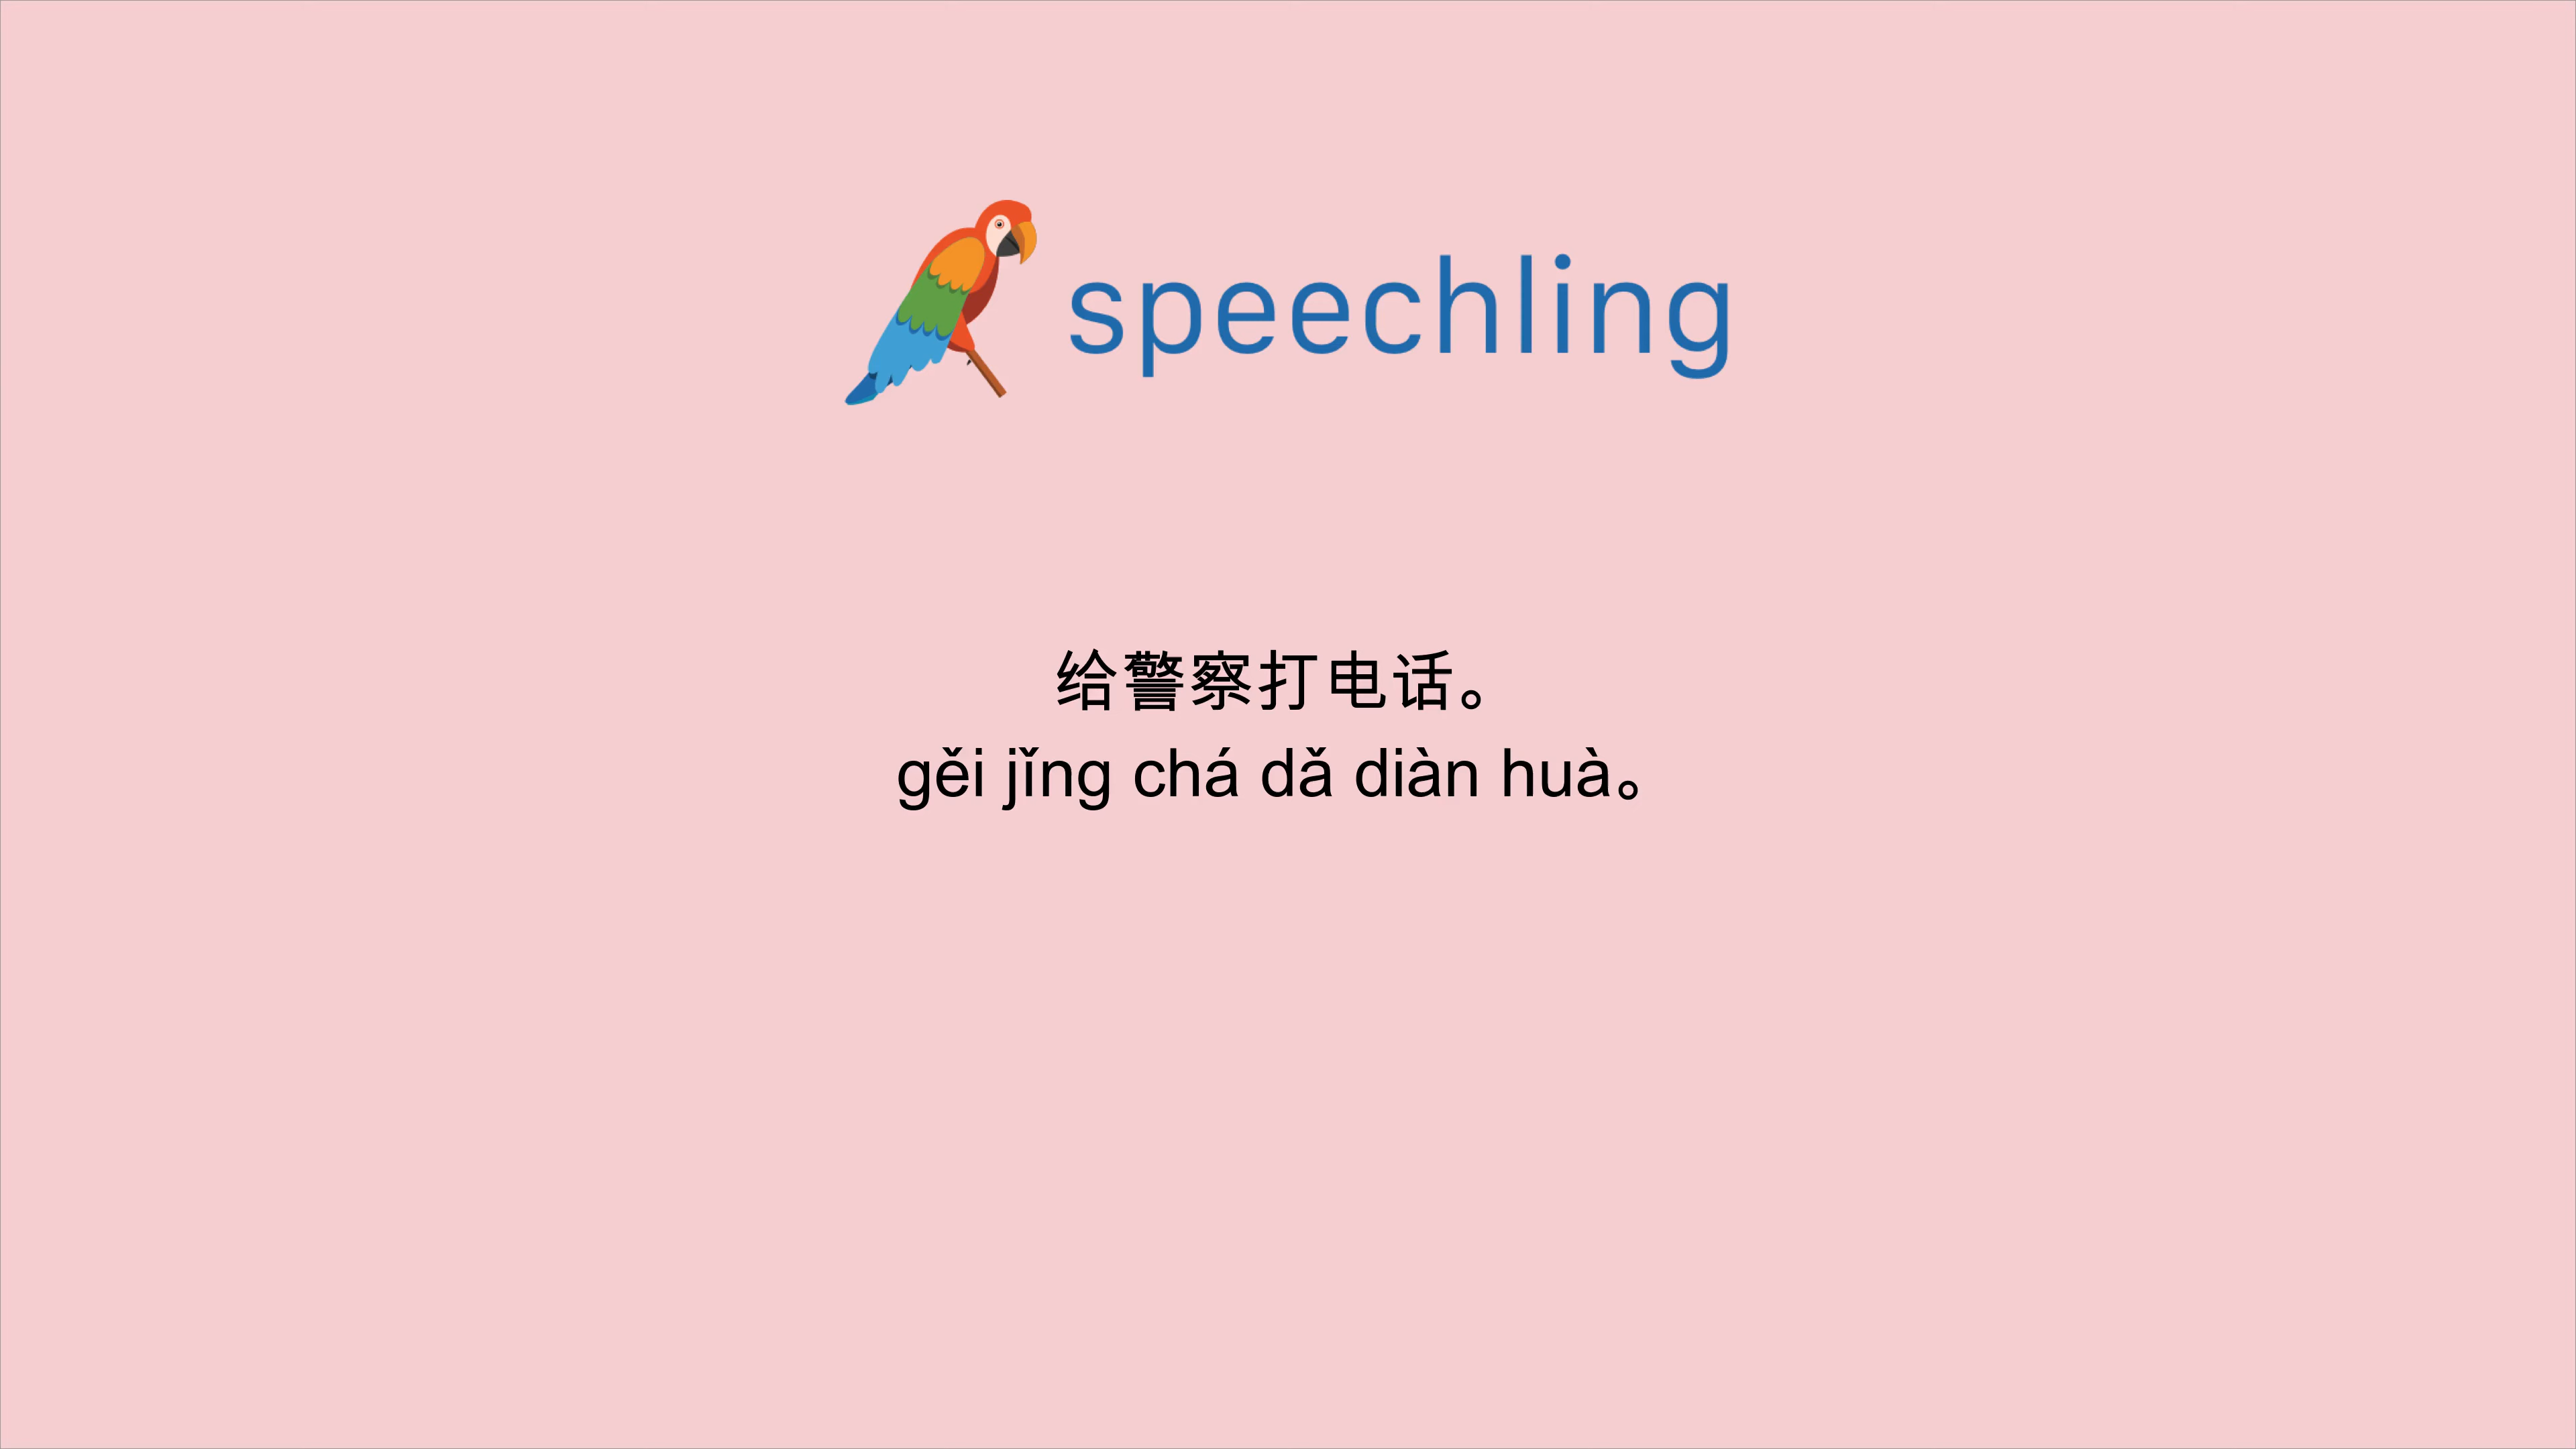 speechling
给警察打电话。
gěi jǐng chá dǎ diàn huà。